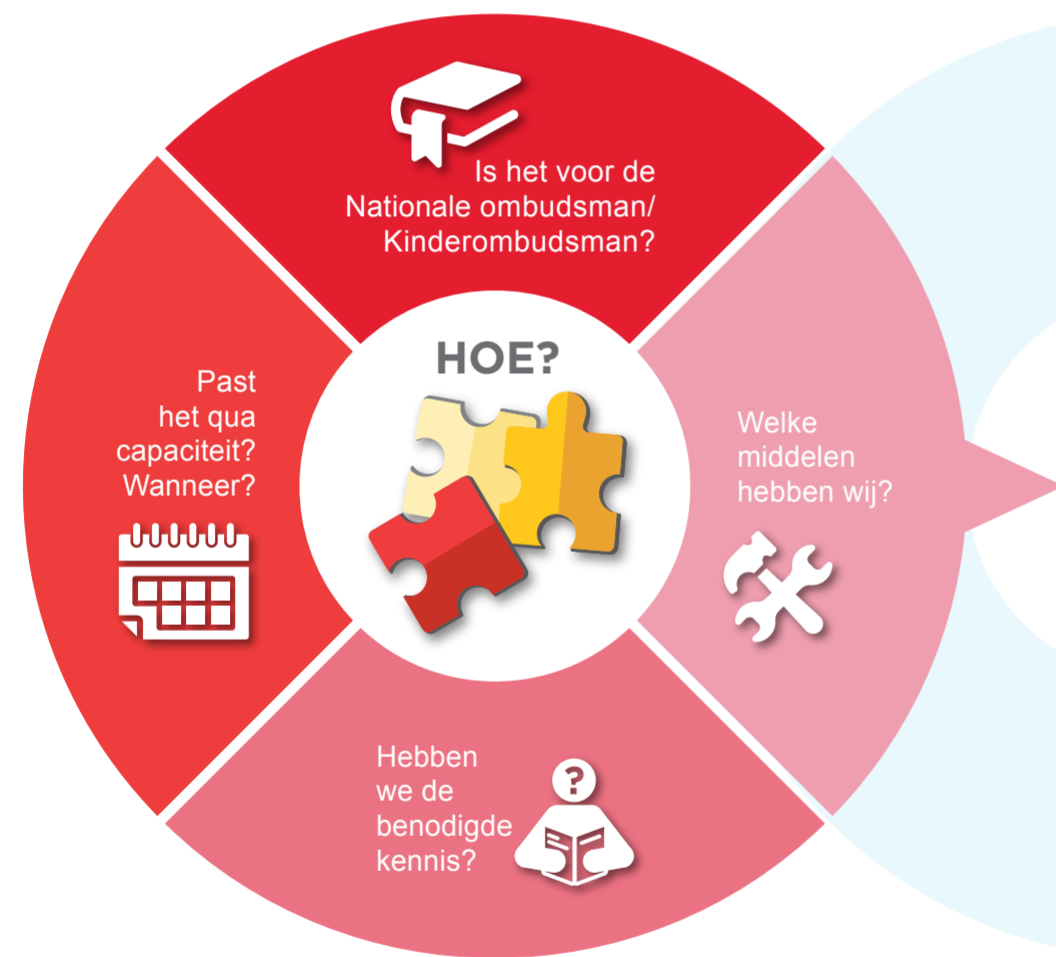 Is het voor de
Nationale ombudsman/
Kinderombudsman?
HOE?
Past
het qua
capaciteit?
Wanneer?
Welke
middelen
hebben wij?
Hebben
we de
benodigde
kennis?
?